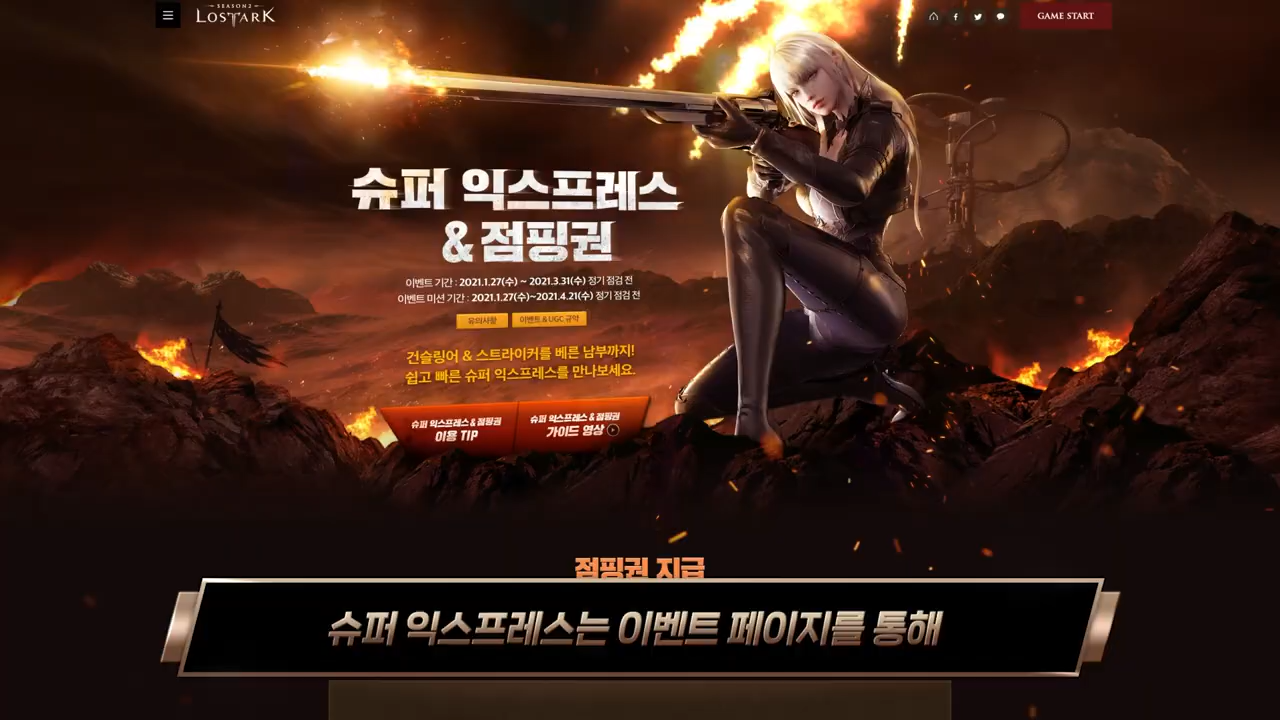 SEASON2
LOSTARK
GAME START
슈퍼 익스프레스
&점핑권
이벤트 기간 : 2021.1.27(수) ~ 2021.3.31(수) 정기 점검 전
이벤트 미션 기간 : 2021.1.27(수)~2021.4.21(수) 정기 점검 전
유의사항
이벤트 & UGC 규약
건슬링어 & 스트라이커를 베른 남부까지!
쉽고 빠른 슈퍼 익스프레스를 만나보세요.
슈퍼 익스프레스 & 점핑권
이용 TIP
슈퍼 익스프레스 & 점핑권
가이드 영상
점핑권 지급
슈퍼 익스프레스는 이벤트 페이지를 통해